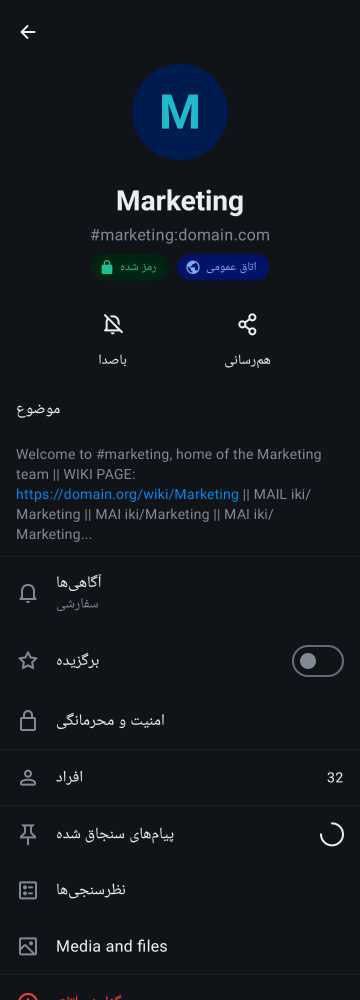 M
Marketing
#marketing:domain.com
رمز شده
اتاق عمومی
باصدا
هم‌رسانی
موضوع
Welcome to #marketing, home of the Marketing
team || WIKI PAGE:
https://domain.org/wiki/Marketing || MAIL iki/
Marketing || MAI iki/Marketing || MAI iki/
Marketing...
آگاهی‌ها
سفارشی
برگزیده
امنیت و محرمانگی
افراد
32
پیام‌های سنجاق شده
نظرسنجی‌ها
Media and files